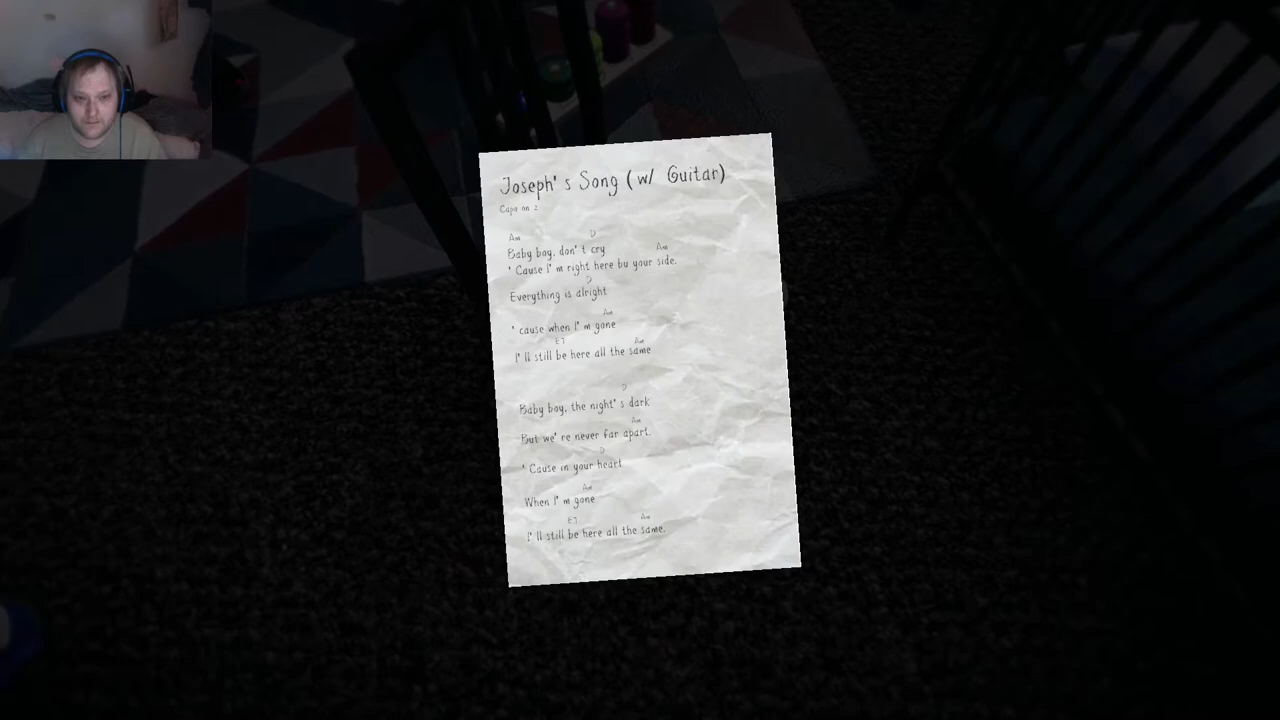 Joseph's Song (w/ Guitar)
Capo on 2
Am D
Baby boy, don't cry
Am
'Cause I'm right here bu your side.
D
Everything is alright
Am
'cause when I'm gone
E7 Am
I'll still be here all the same
D
Baby boy, the night's dark
Am
But we're never far apart.
D
'Cause in your heart
Am
When I'm gone
E7 Am
I'll still be here all the same.